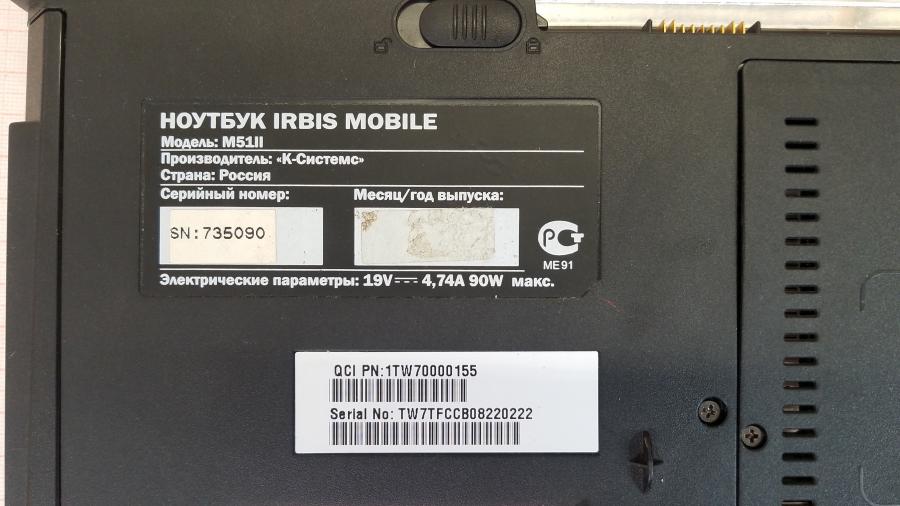 НОУТБУК IRBIS MOBILE
Модель: M51II
Производитель: «К-Системс»
Страна: Россия
Серийный номер: Месяц/год выпуска:
SN:735090
РСТ
ME91
Электрические параметры: 19V 4,74A 90W макс.
QCI PN:1TW70000155
Serial No: TW7TFCCB08220222